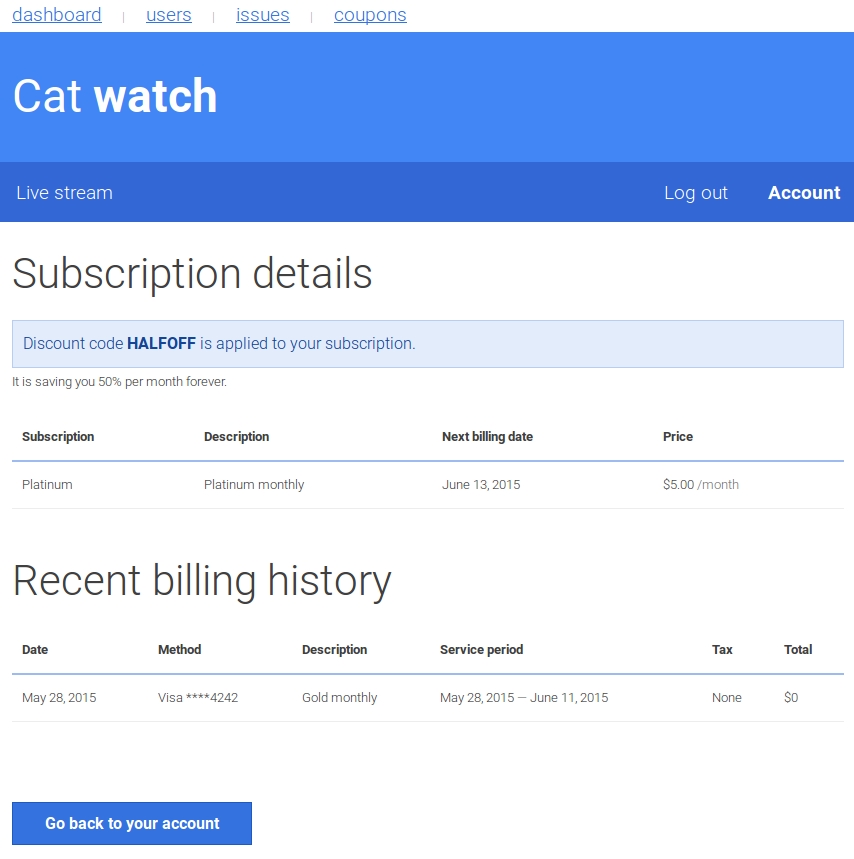 dashboard | users | issues | coupons
Cat watch
Live stream Log out Account
Subscription details
Discount code HALFOFF is applied to your subscription.
It is saving you 50% per month forever.
Subscription Description Next billing date Price
Platinum Platinum monthly June 13, 2015 $5.00 /month
Recent billing history
Date Method Description Service period Tax Total
May 28, 2015 Visa ****4242 Gold monthly May 28, 2015 — June 11, 2015 None $0
Go back to your account